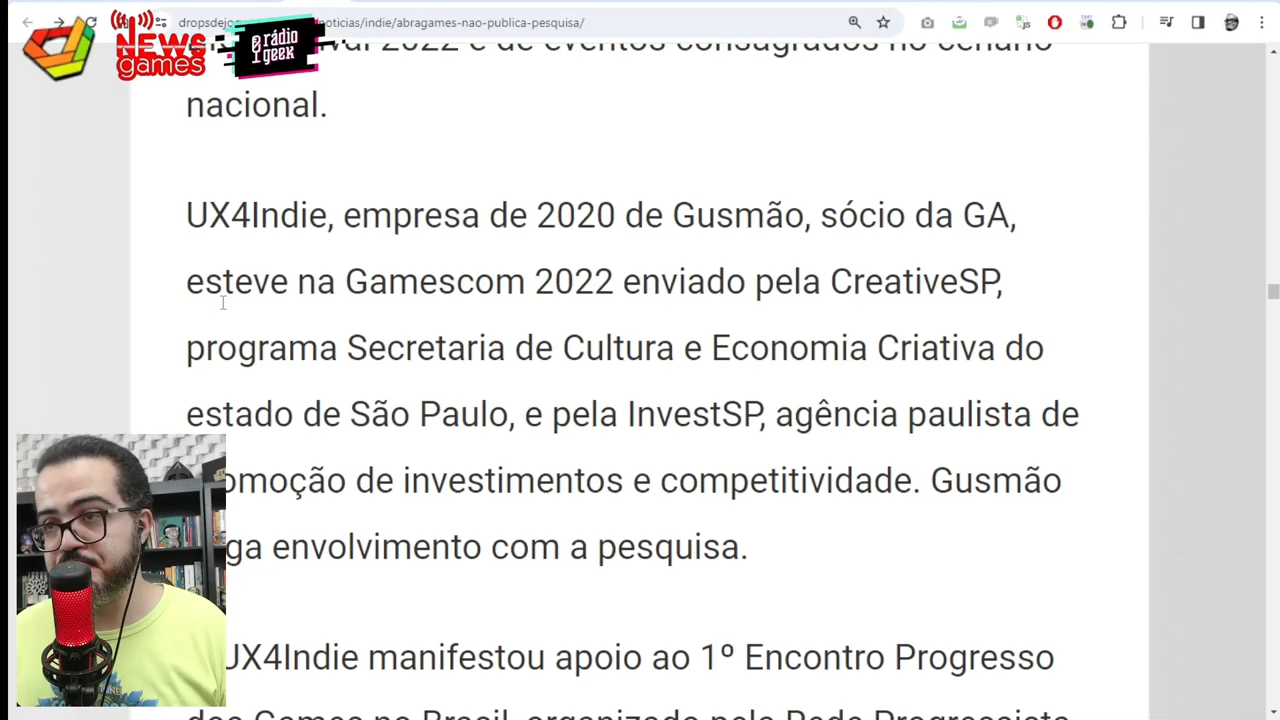 dropsdejo
noticias/indie/abragames-nao-publica-pesquisa/
NEWS
games
rádio
geek
2022 e de eventos consagrados no cenário
nacional.
UX4Indie, empresa de 2020 de Gusmão, sócio da GA,
esteve na Gamescom 2022 enviado pela CreativeSP,
programa Secretaria de Cultura e Economia Criativa do
estado de São Paulo, e pela InvestSP, agência paulista de
omoção de investimentos e competitividade. Gusmão
ga envolvimento com a pesquisa.
UX4Indie manifestou apoio ao 1º Encontro Progresso
dos Games no Brasil, organizado pela Rede Progressista